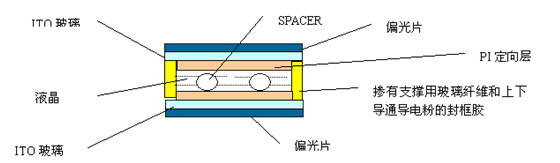 ITO 玻璃
SPACER
偏光片
PI 定向层
液晶
掺有支撑用玻璃纤维和上下
导通导电粉的封框胶
ITO 玻璃
偏光片